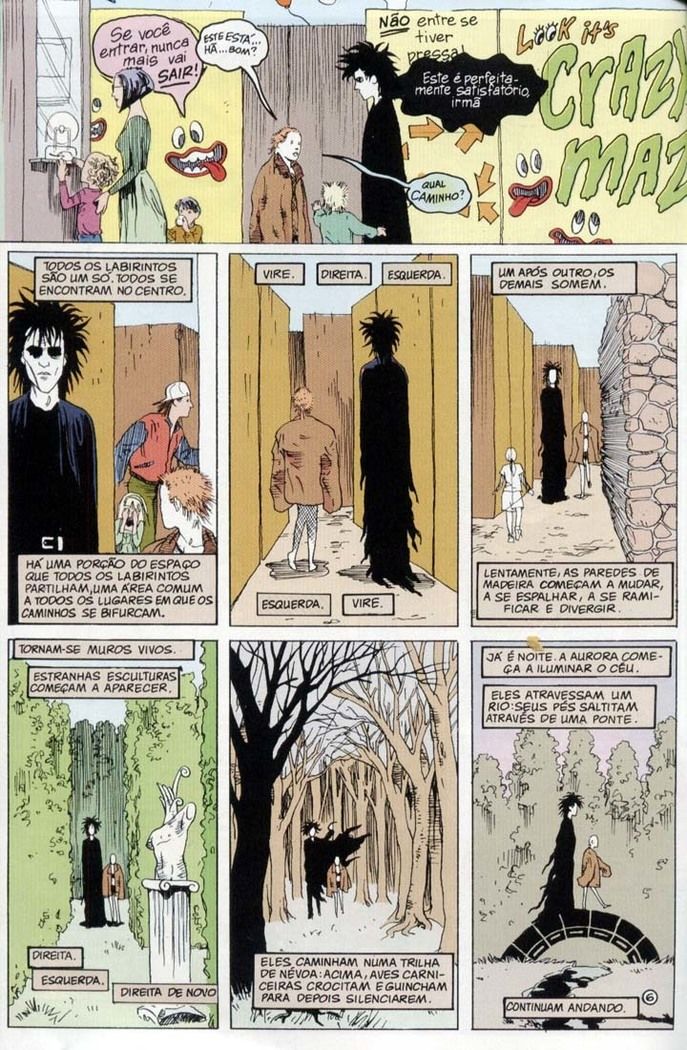 Se você
entrar, nunca
mais vai
SAIR!
ESTE ESTÁ...
HÃ...BOM?
NÃO entre se
tiver
pressa!
Este é perfeita-
mente satisfatório,
irmã
QUAL
CAMINHO?
Look it's
CRAZY
MAZ
TODOS OS LABIRINTOS
SÃO UM SÓ. TODOS SE
ENCONTRAM NO CENTRO.
HÁ UMA PORÇÃO DO ESPAÇO
QUE TODOS OS LABIRINTOS
PARTILHAM, UMA ÁREA COMUM
A TODOS OS LUGARES EM QUE OS
CAMINHOS SE BIFURCAM.
VIRE. DIREITA. ESQUERDA.
ESQUERDA. VIRE.
UM APÓS OUTRO, OS
DEMAIS SOMEM.
LENTAMENTE, AS PAREDES DE
MADEIRA COMEÇAM A MUDAR,
A SE ESPALHAR, A SE RAMI-
FICAR E DIVERGIR.
TORNAM-SE MUROS VIVOS.
ESTRANHAS ESCULTURAS
COMEÇAM A APARECER.
DIREITA.
ESQUERDA.
DIREITA DE NOVO
ELES CAMINHAM NUMA TRILHA
DE NÉVOA: ACIMA, AVES CARNI-
CEIRAS CROCITAM E GUINCHAM
PARA DEPOIS SILENCIAREM.
JÁ É NOITE. A AURORA COME-
ÇA A ILUMINAR O CÉU.
ELES ATRAVESSAM UM
RIO: SEUS PÉS SALTITAM
ATRAVÉS DE UMA PONTE.
CONTINUAM ANDANDO.
6